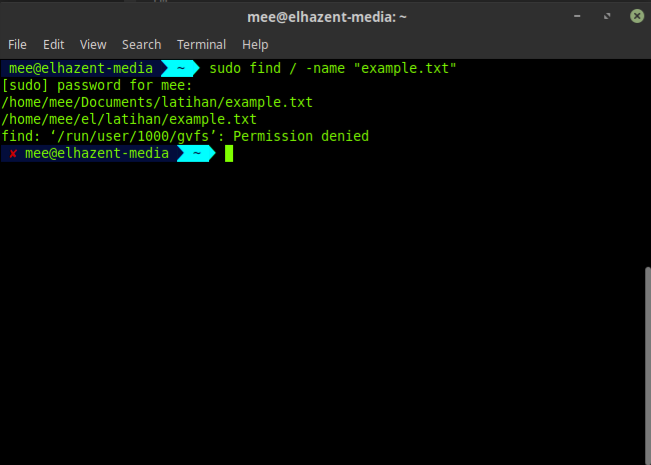 mee@elhazent-media: ~
File Edit View Search Terminal Help
mee@elhazent-media ~ sudo find / -name "example.txt"
[sudo] password for mee:
/home/mee/Documents/latihan/example.txt
/home/mee/el/latihan/example.txt
find: ‘/run/user/1000/gvfs’: Permission denied
✘ mee@elhazent-media ~